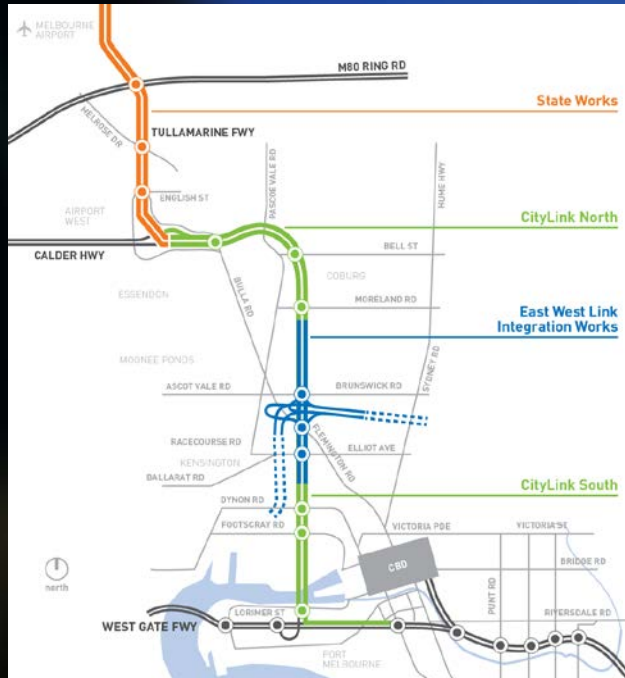 MELBOURNE
AIRPORT
M80 RING RD
State Works
MELROSE DR
TULLAMARINE FWY
PASCOE VALE RD
HUME HWY
ENGLISH ST
AIRPORT
WEST
CityLink North
CALDER HWY
BELL ST
COBURG
BULLA RD
ESSENDON
MORELAND RD
East West Link
Integration Works
MOONEE PONDS
SYDNEY RD
ASCOT VALE RD
BRUNSWICK RD
RACECOURSE RD
FLEMINGTON RD
ELLIOT AVE
KENSINGTON
BALLARAT RD
CityLink South
DYNON RD
FOOTSCRAY RD
VICTORIA PDE
VICTORIA ST
CBD
BRIDGE RD
north
PUNT RD
LORIMER ST
RIVERSDALE RD
WEST GATE FWY
PORT
MELBOURNE